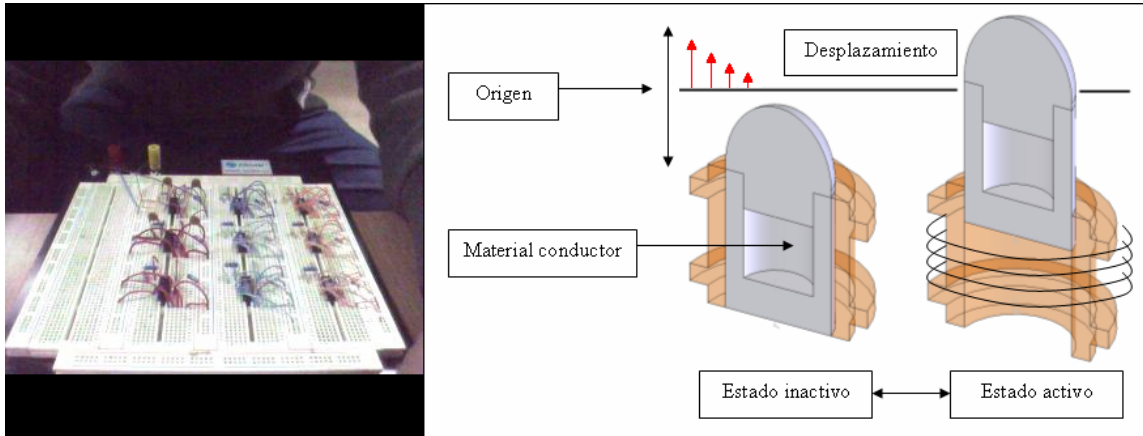 Desplazamiento
Origen
Material conductor
Estado inactivo
Estado activo